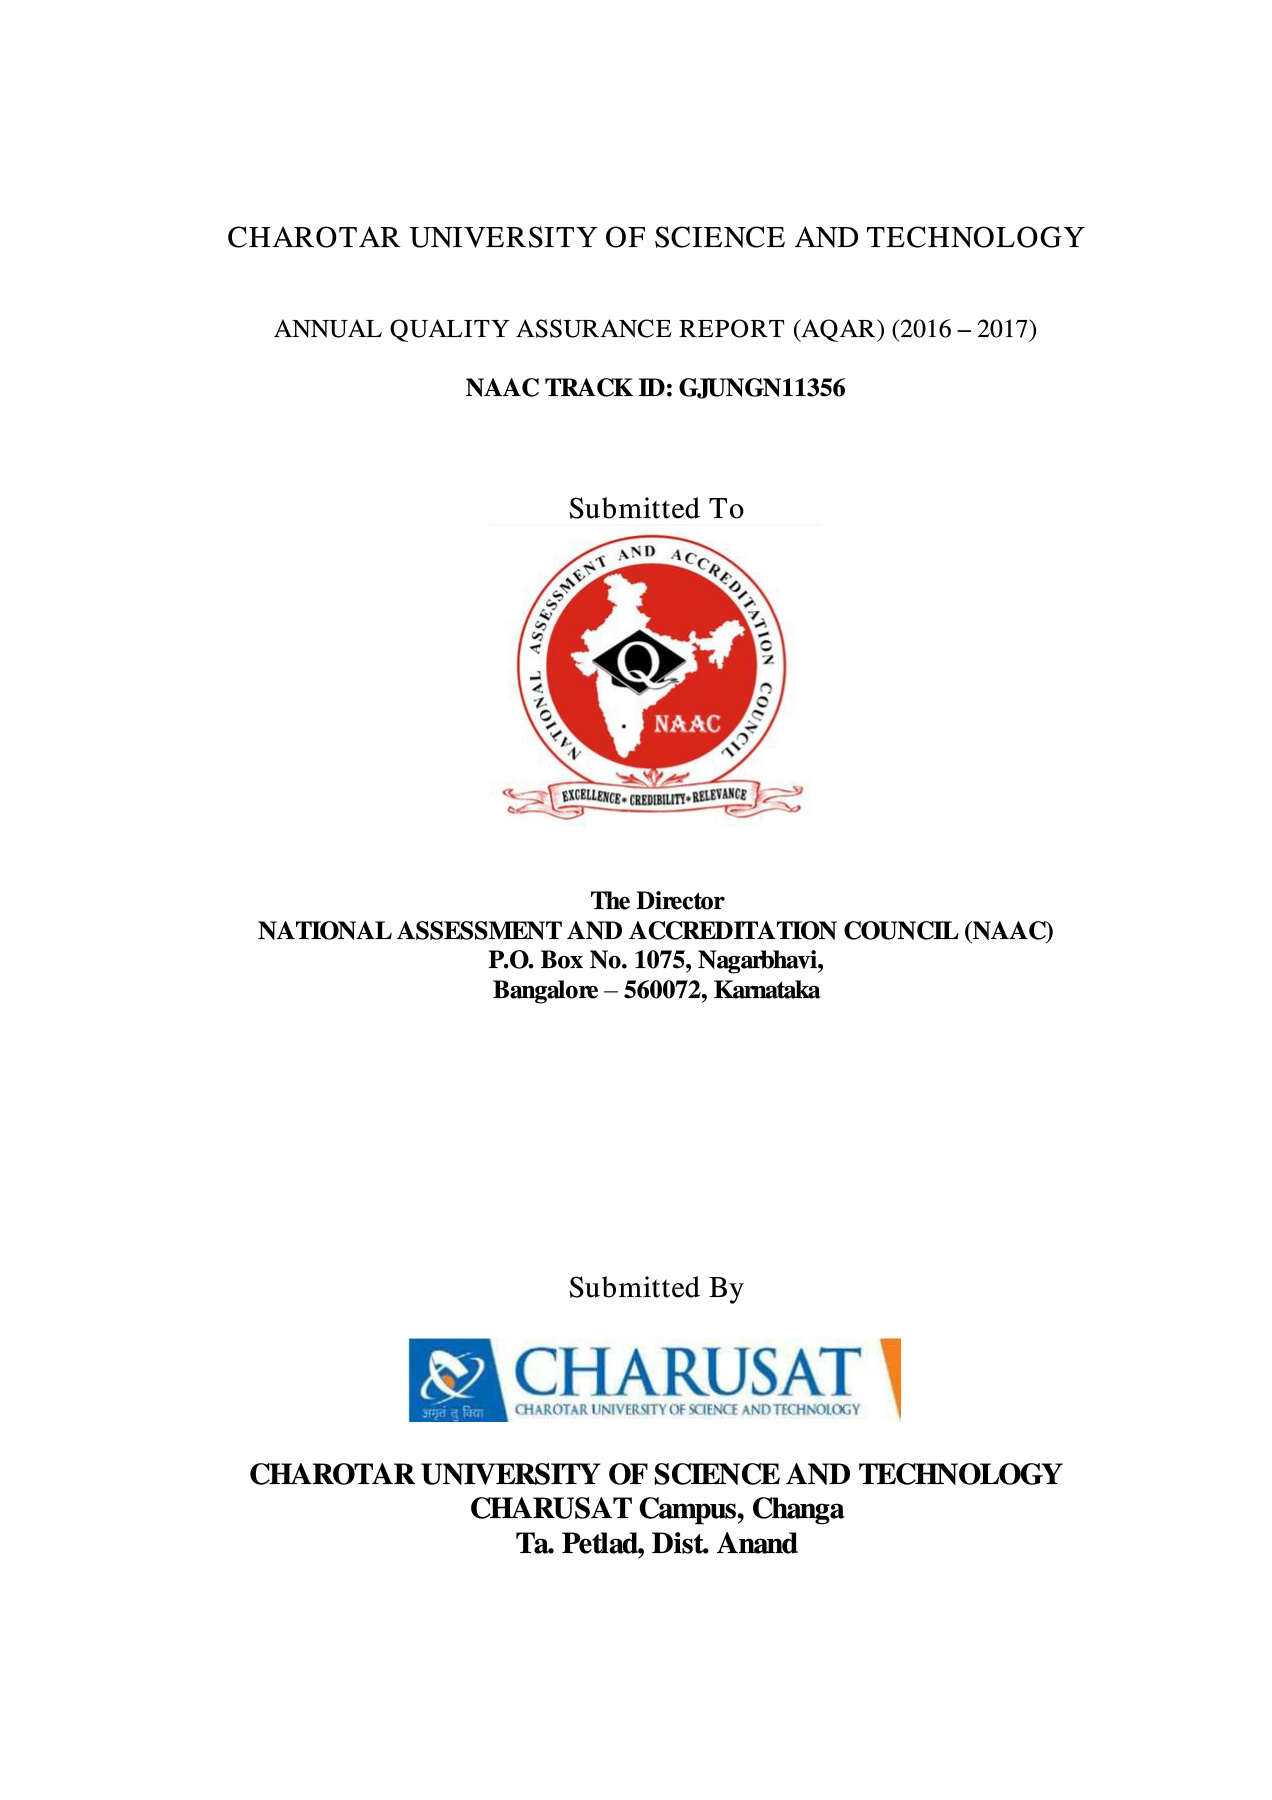 CHAROTAR UNIVERSITY OF SCIENCE AND TECHNOLOGY
ANNUAL QUALITY ASSURANCE REPORT (AQAR) (2016 – 2017)
NAAC TRACK ID: GJUNGN11356
Submitted To
NATIONAL ASSESSMENT AND ACCREDITATION COUNCIL
Q
NAAC
EXCELLENCE • CREDIBILITY • RELEVANCE
The Director
NATIONAL ASSESSMENT AND ACCREDITATION COUNCIL (NAAC)
P.O. Box No. 1075, Nagarbhavi,
Bangalore – 560072, Karnataka
Submitted By
CHARUSAT
CHAROTAR UNIVERSITY OF SCIENCE AND TECHNOLOGY
अमृतं तु विद्या
CHAROTAR UNIVERSITY OF SCIENCE AND TECHNOLOGY
CHARUSAT Campus, Changa
Ta. Petlad, Dist. Anand